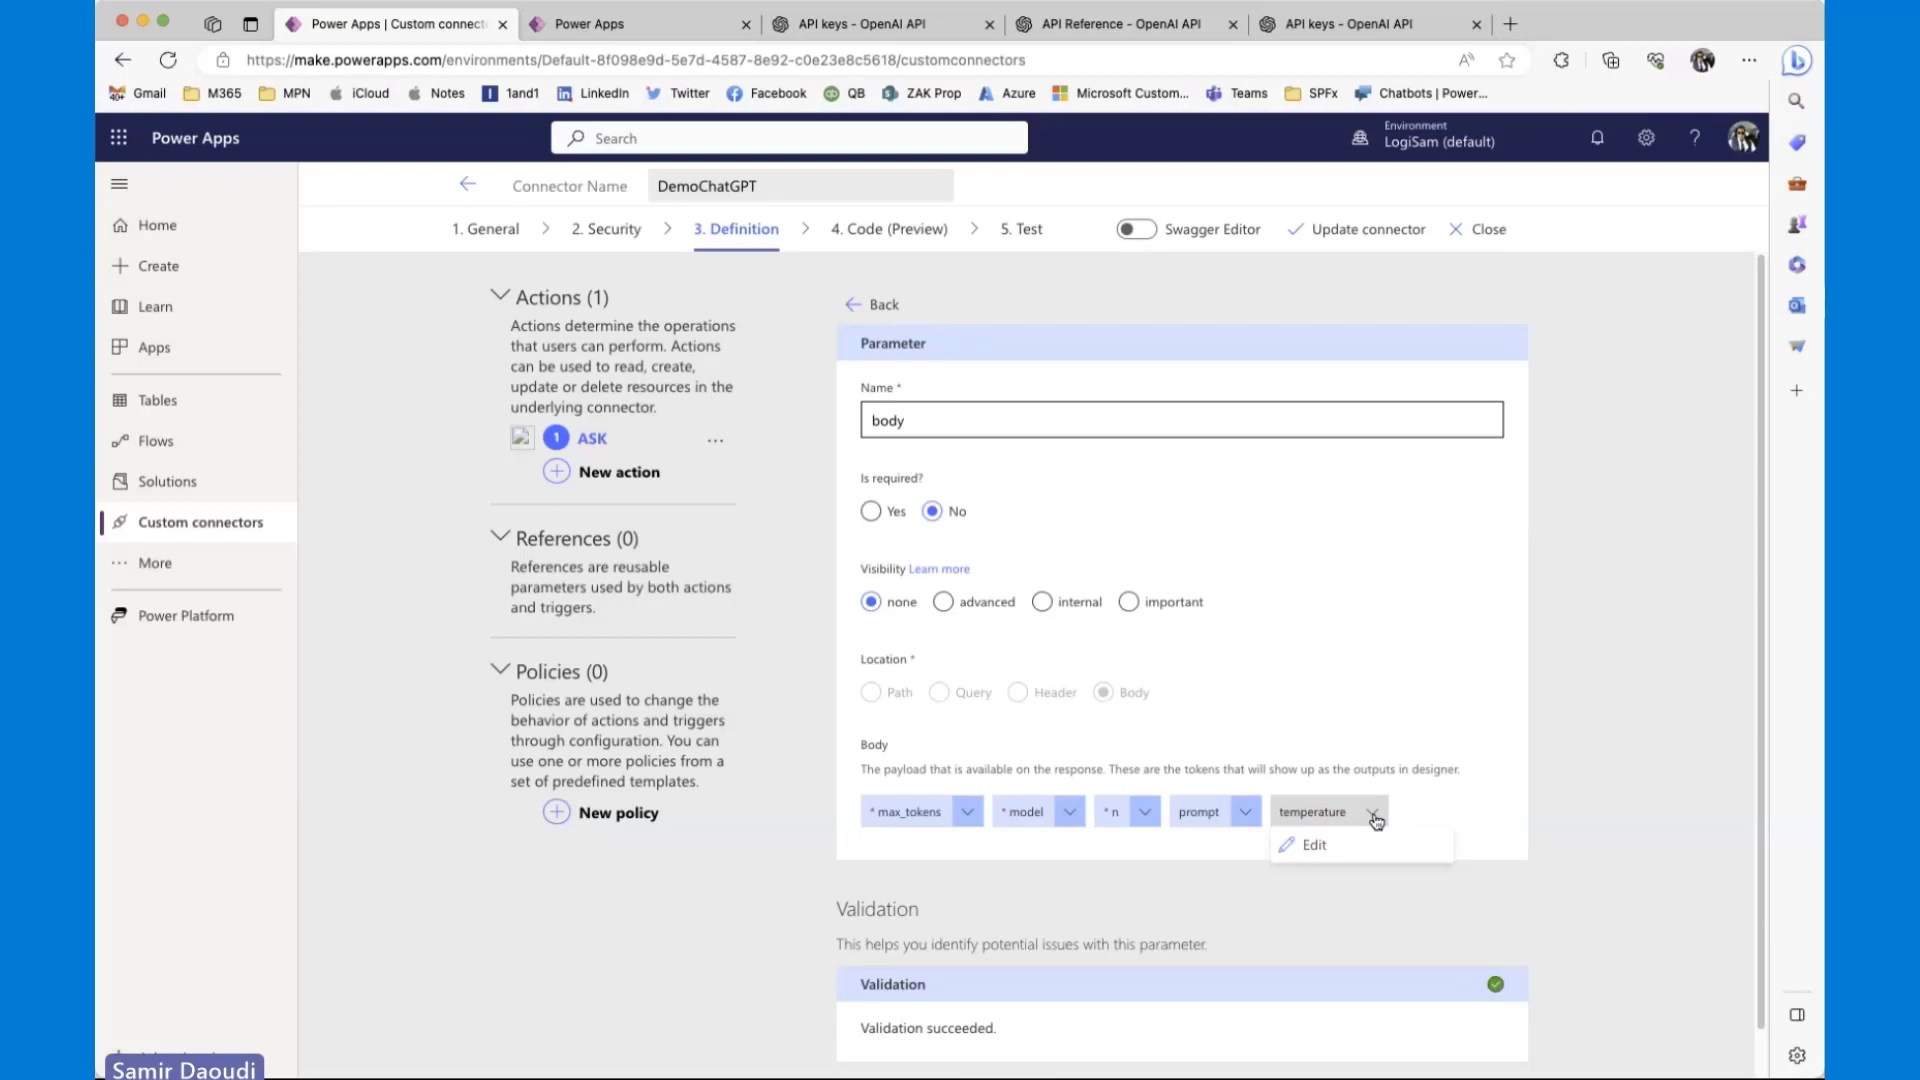 Power Apps | Custom connect
Power Apps
API keys - OpenAI API
API Reference - OpenAI API
API keys - OpenAI API
https://make.powerapps.com/environments/Default-8f098e9d-5e7d-4587-8e92-c0e23e8c5618/customconnectors
Gmail
M365
MPN
iCloud
Notes
1and1
LinkedIn
Twitter
Facebook
QB
ZAK Prop
Azure
Microsoft Custom...
Teams
SPFx
Chatbots | Power...
Power Apps
Search
Environment
LogiSam (default)
Home
Create
Learn
Apps
Tables
Flows
Solutions
Custom connectors
More
Power Platform
Connector Name
DemoChatGPT
1. General
2. Security
3. Definition
4. Code (Preview)
5. Test
Swagger Editor
Update connector
Close
Actions (1)
Actions determine the operations
that users can perform. Actions
can be used to read, create,
update or delete resources in the
underlying connector.
1 ASK
New action
References (0)
References are reusable
parameters used by both actions
and triggers.
Policies (0)
Policies are used to change the
behavior of actions and triggers
through configuration. You can
use one or more policies from a
set of predefined templates.
New policy
Back
Parameter
Name *
body
Is required?
Yes No
Visibility Learn more
none advanced internal important
Location *
Path Query Header Body
Body
The payload that is available on the response. These are the tokens that will show up as the outputs in designer.
* max_tokens
* model
* n
prompt
temperature
Edit
Validation
This helps you identify potential issues with this parameter.
Validation
Validation succeeded.
Samir Daoudi